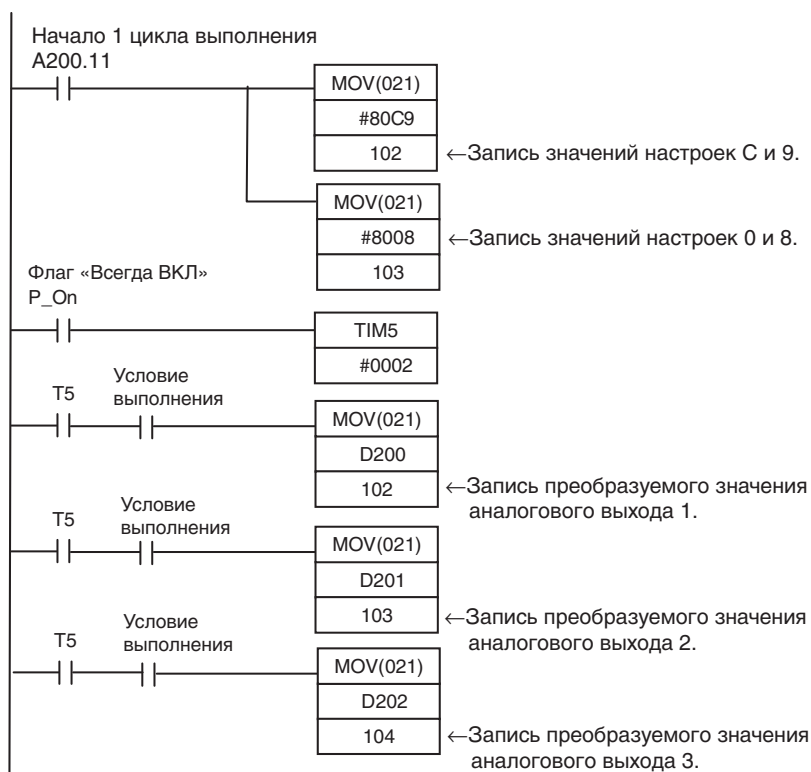 Начало 1 цикла выполнения
A200.11
MOV(021)
#80C9
102
←Запись значений настроек C и 9.
MOV(021)
#8008
103
←Запись значений настроек 0 и 8.
Флаг «Всегда ВКЛ»
P_On
TIM5
#0002
T5
Условие
выполнения
MOV(021)
D200
102
←Запись преобразуемого значения
аналогового выхода 1.
T5
Условие
выполнения
MOV(021)
D201
103
←Запись преобразуемого значения
аналогового выхода 2.
T5
Условие
выполнения
MOV(021)
D202
104
←Запись преобразуемого значения
аналогового выхода 3.